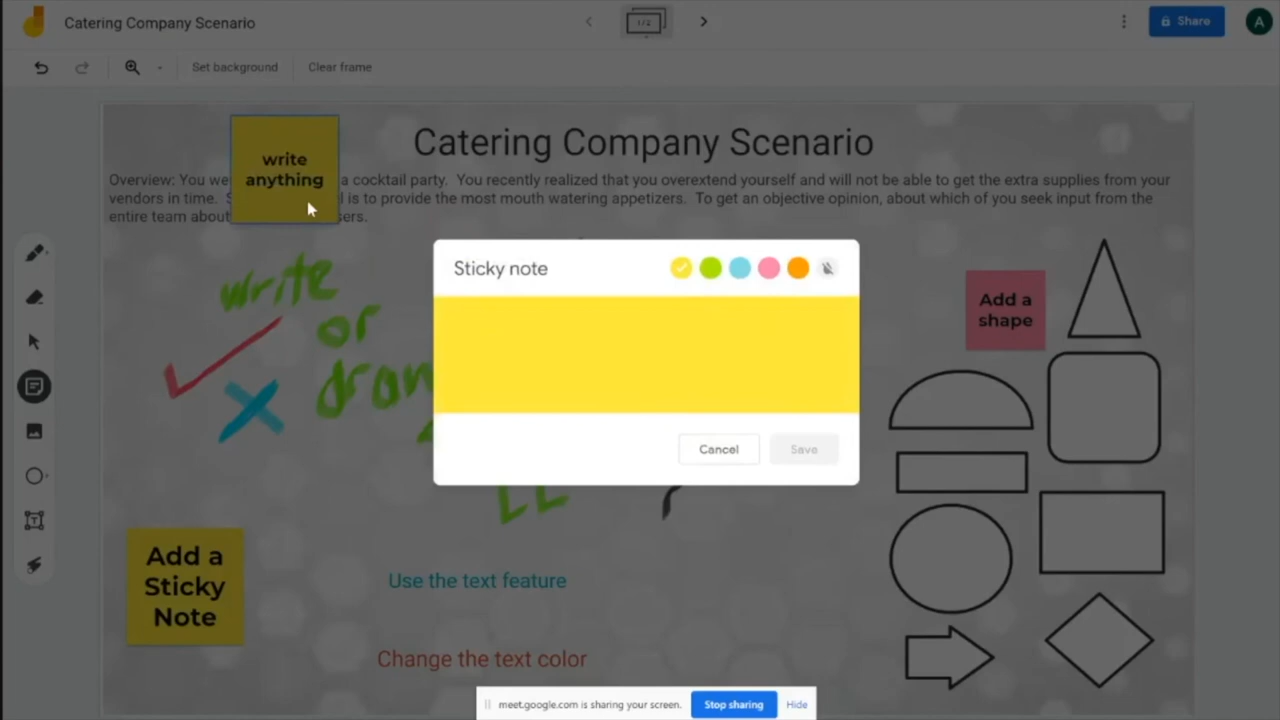 Catering Company Scenario
1/2
Share
A
Set background
Clear frame
Catering Company Scenario
write
anything
Overview: You we a cocktail party. You recently realized that you overextend yourself and will not be able to get the extra supplies from your
vendors in time. S l is to provide the most mouth watering appetizers. To get an objective opinion, about which of you seek input from the
entire team about sers.
Sticky note
Cancel
Save
write
or
draw
Add a
shape
Add a
Sticky
Note
Use the text feature
Change the text color
meet.google.com is sharing your screen.
Stop sharing
Hide